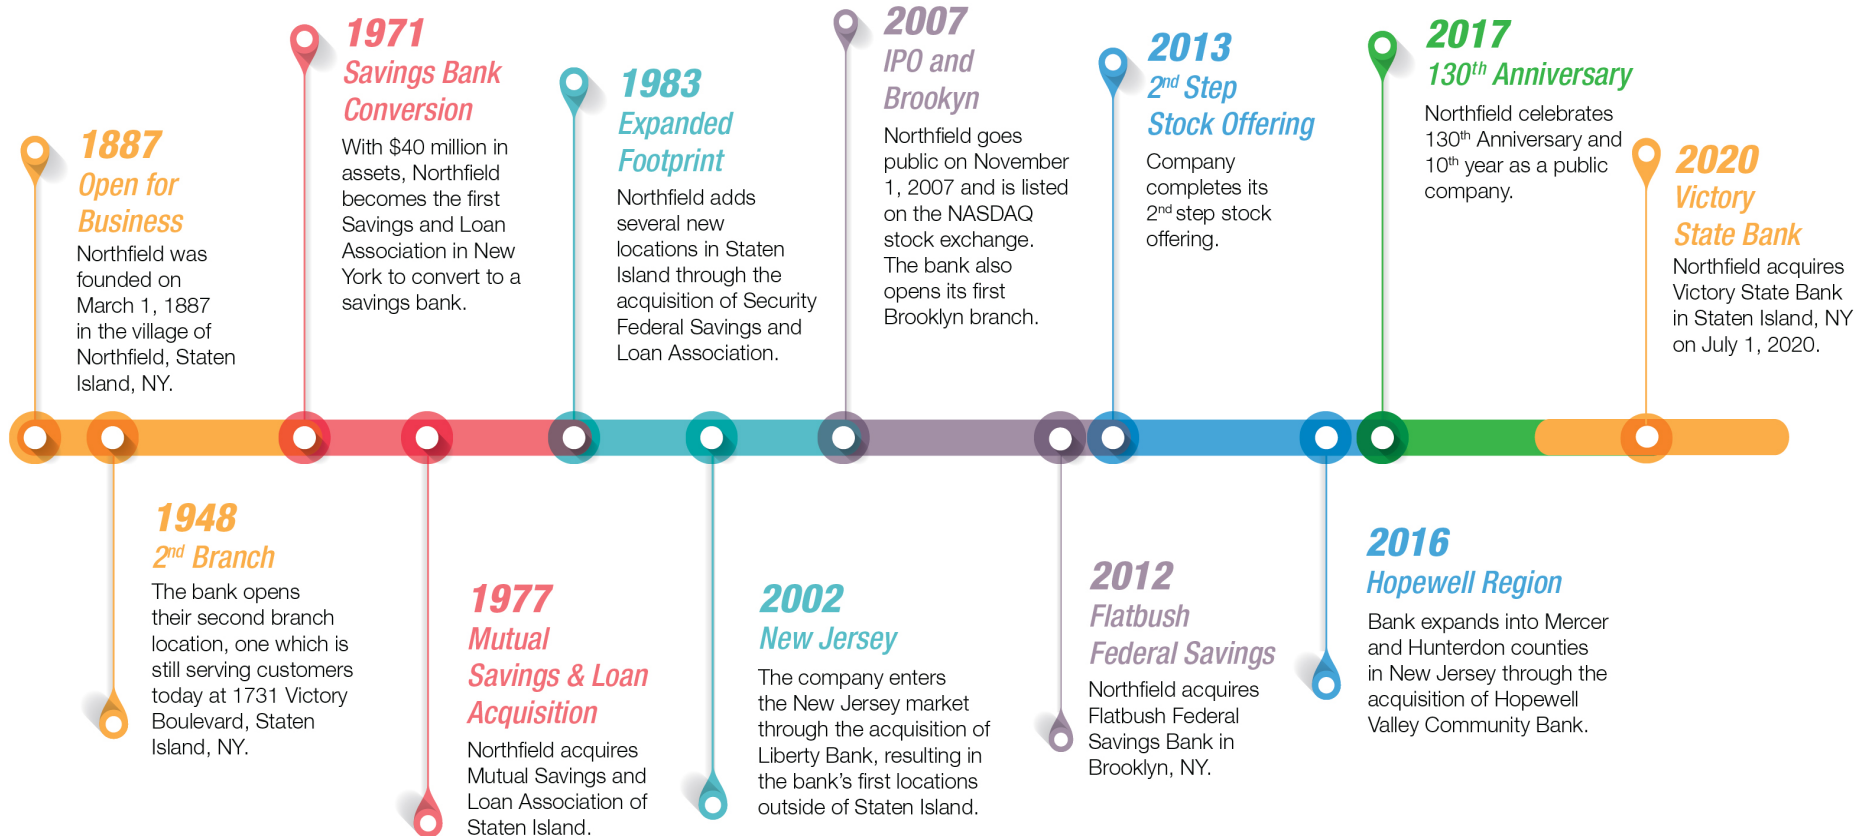 1887
Open for
Business
Northfield was
founded on
March 1, 1887
in the village of
Northfield, Staten
Island, NY.
1948
2nd Branch
The bank opens
their second branch
location, one which is
still serving customers
today at 1731 Victory
Boulevard, Staten
Island, NY.
1971
Savings Bank
Conversion
With $40 million in
assets, Northfield
becomes the first
Savings and Loan
Association in New
York to convert to a
savings bank.
1977
Mutual
Savings & Loan
Acquisition
Northfield acquires
Mutual Savings and
Loan Association of
Staten Island.
1983
Expanded
Footprint
Northfield adds
several new
locations in Staten
Island through the
acquisition of Security
Federal Savings and
Loan Association.
2002
New Jersey
The company enters
the New Jersey market
through the acquisition of
Liberty Bank, resulting in
the bank's first locations
outside of Staten Island.
2007
IPO and
Brookyn
Northfield goes
public on November
1, 2007 and is listed
on the NASDAQ
stock exchange.
The bank also
opens its first
Brooklyn branch.
2012
Flatbush
Federal Savings
Northfield acquires
Flatbush Federal
Savings Bank in
Brooklyn, NY.
2013
2nd Step
Stock Offering
Company
completes its
2nd step stock
offering.
2016
Hopewell Region
Bank expands into Mercer
and Hunterdon counties
in New Jersey through the
acquisition of Hopewell
Valley Community Bank.
2017
130th Anniversary
Northfield celebrates
130th Anniversary and
10th year as a public
company.
2020
Victory
State Bank
Northfield acquires
Victory State Bank
in Staten Island, NY
on July 1, 2020.